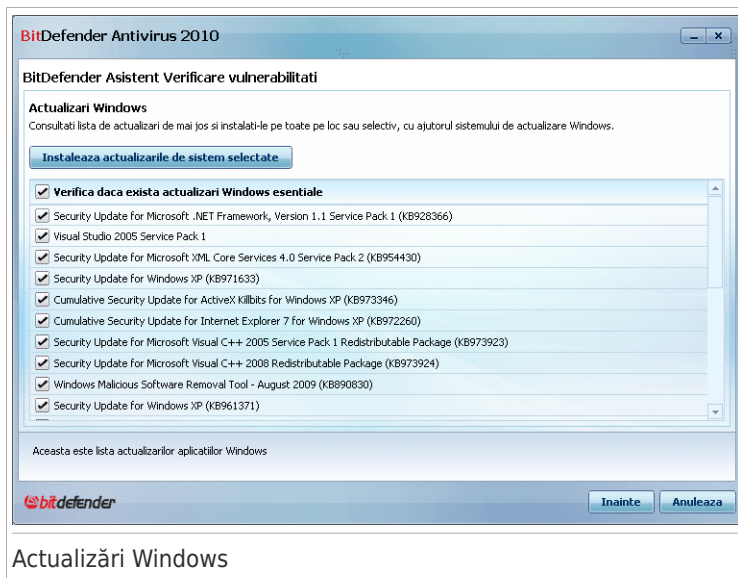 BitDefender Antivirus 2010
BitDefender Asistent Verificare vulnerabilitati
Actualizari Windows
Consultati lista de actualizari de mai jos si instalati-le pe toate pe loc sau selectiv, cu ajutorul sistemului de actualizare Windows.
Instaleaza actualizarile de sistem selectate
Verifica daca exista actualizari Windows esentiale
Security Update for Microsoft .NET Framework, Version 1.1 Service Pack 1 (KB928366)
Visual Studio 2005 Service Pack 1
Security Update for Microsoft XML Core Services 4.0 Service Pack 2 (KB954430)
Security Update for Windows XP (KB971633)
Cumulative Security Update for ActiveX Killbits for Windows XP (KB973346)
Cumulative Security Update for Internet Explorer 7 for Windows XP (KB972260)
Security Update for Microsoft Visual C++ 2005 Service Pack 1 Redistributable Package (KB973923)
Security Update for Microsoft Visual C++ 2008 Redistributable Package (KB973924)
Windows Malicious Software Removal Tool - August 2009 (KB890830)
Security Update for Windows XP (KB961371)
Aceasta este lista actualizarilor aplicatiilor Windows
bitdefender
Inainte
Anuleaza
Actualizări Windows